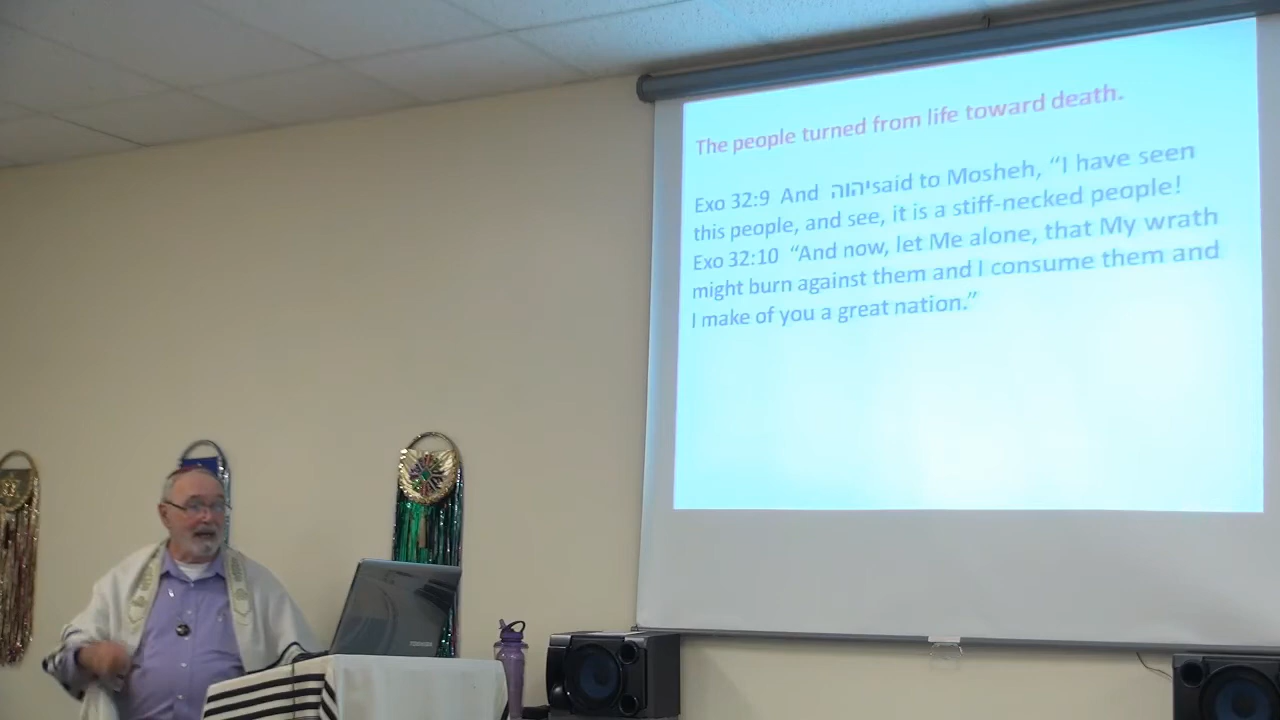 The people turned from life toward death.
Exo 32:9 And יהוה said to Mosheh, “I have seen
this people, and see, it is a stiff-necked people!
Exo 32:10 “And now, let Me alone, that My wrath
might burn against them and I consume them and
I make of you a great nation.”